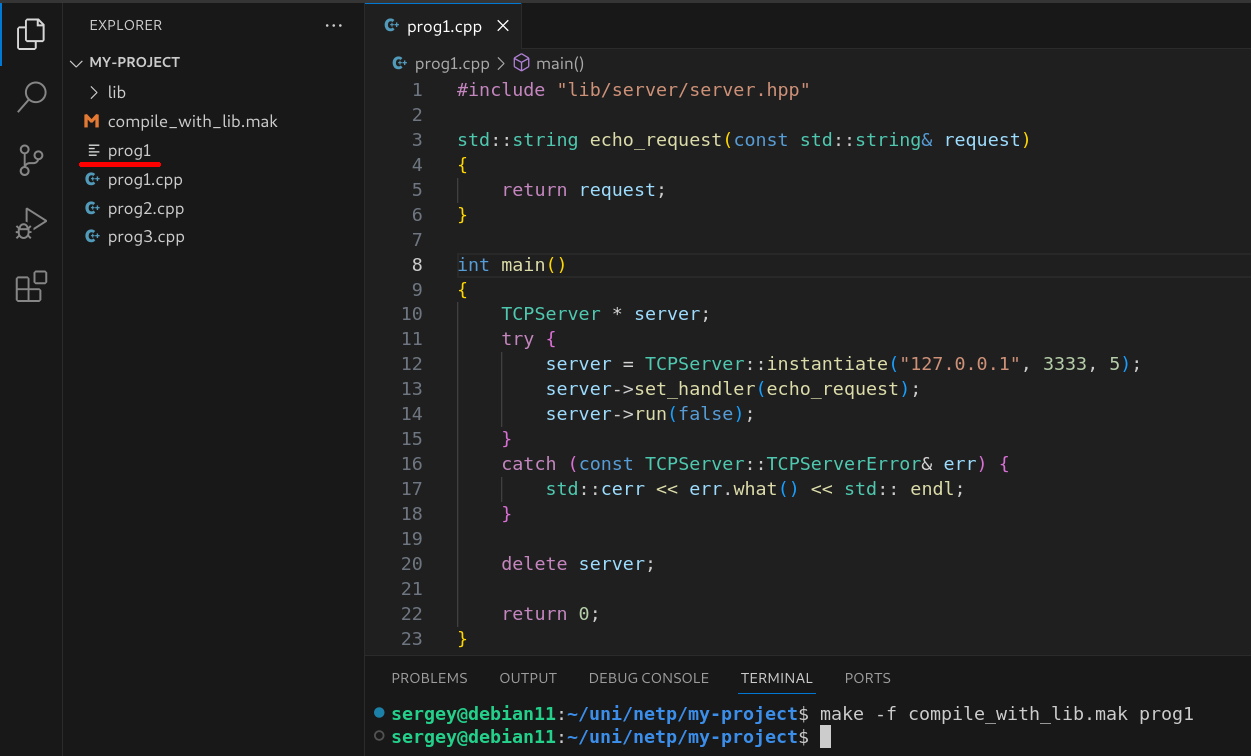 EXPLORER
MY-PROJECT
lib
compile_with_lib.mak
prog1
prog1.cpp
prog2.cpp
prog3.cpp
prog1.cpp
prog1.cpp > main()
1 #include "lib/server/server.hpp"
2
3 std::string echo_request(const std::string& request)
4 {
5     return request;
6 }
7
8 int main()
9 {
10     TCPServer * server;
11     try {
12         server = TCPServer::instantiate("127.0.0.1", 3333, 5);
13         server->set_handler(echo_request);
14         server->run(false);
15     }
16     catch (const TCPServer::TCPServerError& err) {
17         std::cerr << err.what() << std:: endl;
18     }
19
20     delete server;
21
22     return 0;
23 }
PROBLEMS OUTPUT DEBUG CONSOLE TERMINAL PORTS
sergey@debian11:~/uni/netp/my-project$ make -f compile_with_lib.mak prog1
sergey@debian11:~/uni/netp/my-project$